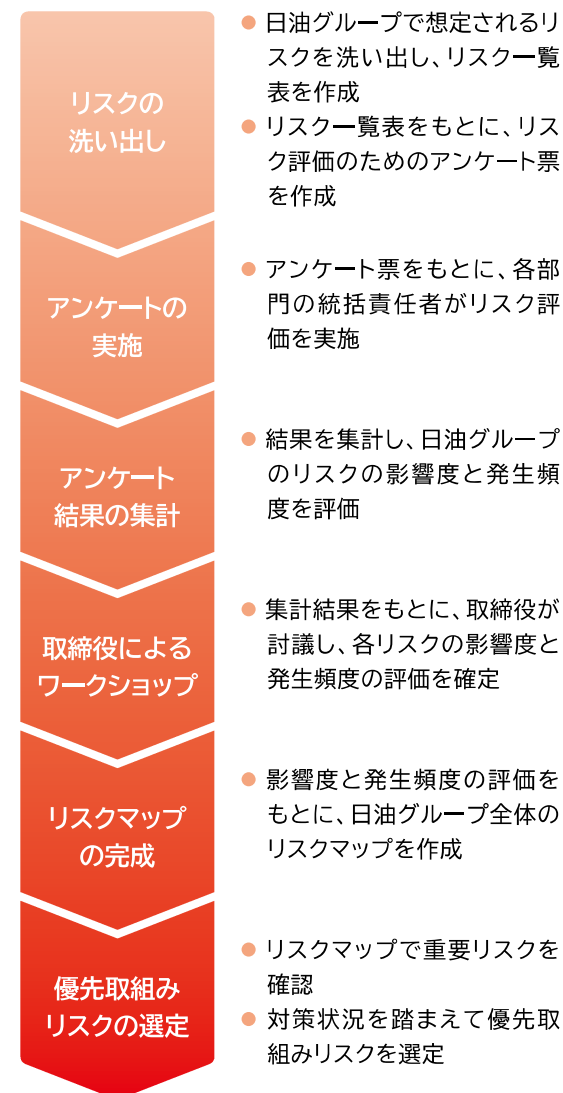 リスクの
洗い出し
● 日油グループで想定されるリ
スクを洗い出し、リスク一覧
表を作成
● リスク一覧表をもとに、リス
ク評価のためのアンケート票
を作成
アンケートの
実施
● アンケート票をもとに、各部
門の統括責任者がリスク評
価を実施
アンケート
結果の集計
● 結果を集計し、日油グループ
のリスクの影響度と発生頻
度を評価
取締役による
ワークショップ
● 集計結果をもとに、取締役が
討議し、各リスクの影響度と
発生頻度の評価を確定
リスクマップ
の完成
● 影響度と発生頻度の評価を
もとに、日油グループ全体の
リスクマップを作成
優先取組み
リスクの選定
● リスクマップで重要リスクを
確認
● 対策状況を踏まえて優先取
組みリスクを選定